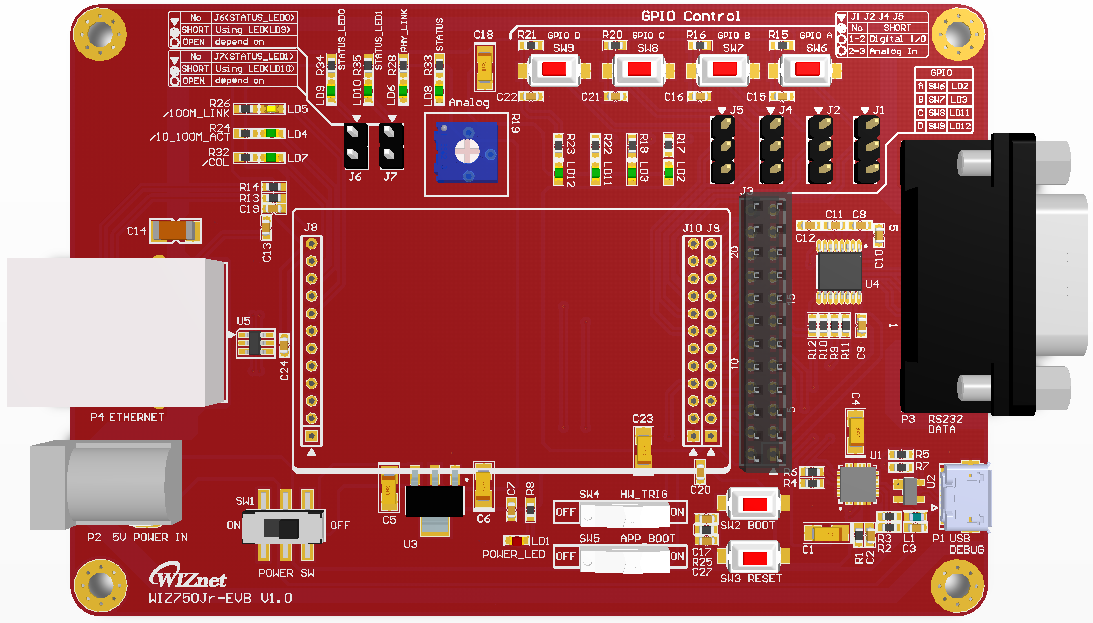 No J6(STATUS_LED0)
SHORT Using LED(LD9)
OPEN depend on
No J7(STATUS_LED1)
SHORT Using LED(LD10)
OPEN depend on
STATUS_LED0
STATUS_LED1
PHY_LINK
STATUS
R34
R35
R28
R33
LD9
LD10
LD6
LD8
C18
GPIO Control
R21 GPIO D
SW9
R20 GPIO C
SW8
R16 GPIO B
SW7
R15 GPIO A
SW6
C22
C21
C16
C15
J1 J2 J4 J5
No SHORT
1-2 Digital I/O
2-3 Analog In
GPIO
A SW6 LD2
B SW7 LD3
C SW8 LD11
D SW9 LD12
R26
/100M_LINK
LD5
R24
/10_100M_ACT
LD4
R32
/COL
LD7
J6
J7
Analog
R19
J5
J4
J2
J1
R23
R22
R18
R17
LD12
LD11
LD3
LD2
R14
R13
C19
C13
C14
J8
J10 J9
J3
20
10
C11 C8
C12
C10
5
1
U4
R12
R10
R9
R11
U5
C24
P4 ETHERNET
P3 RS232
DATA
C23
C4
C20
R6
R4
U1
R5
R7
U2
SW1
ON
OFF
POWER SW
P2 5V POWER IN
C5
U3
C6
C7
R8
LD1
POWER_LED
SW4 HW_TRIG
OFF
ON
SW5 APP_BOOT
OFF
ON
SW2 BOOT
C17
R25
C27
SW3 RESET
C1
R1
C2
R3
R2
L1
C3
P1 USB
DEBUG
WIZnet
WIZ750Jr-EVB V1.0